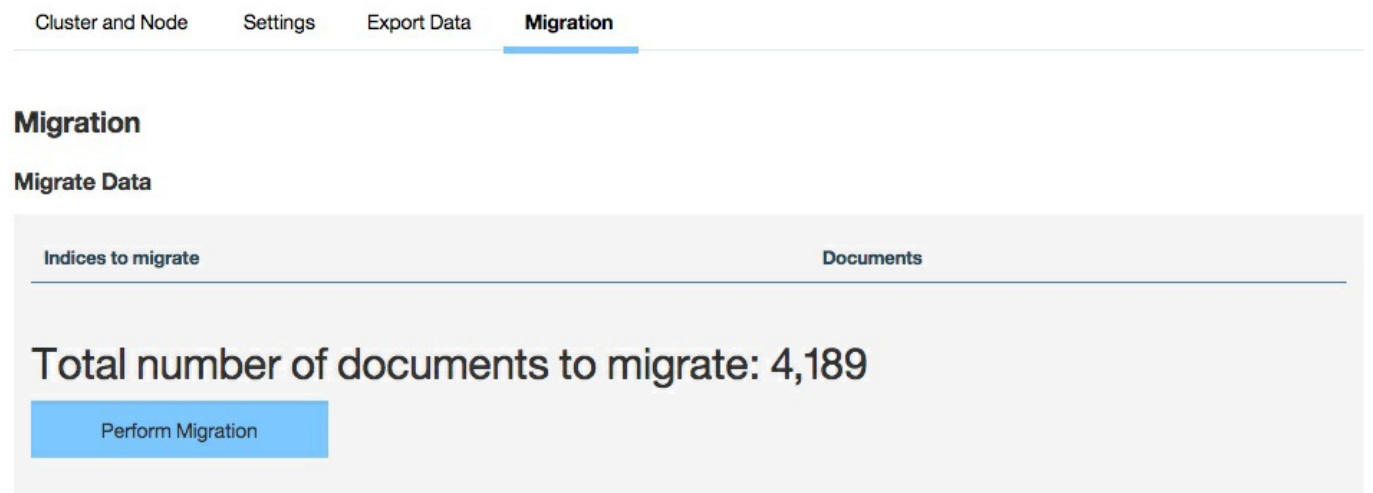 Cluster and Node Settings Export Data Migration
Migration
Migrate Data
Indices to migrate Documents
Total number of documents to migrate: 4,189
Perform Migration